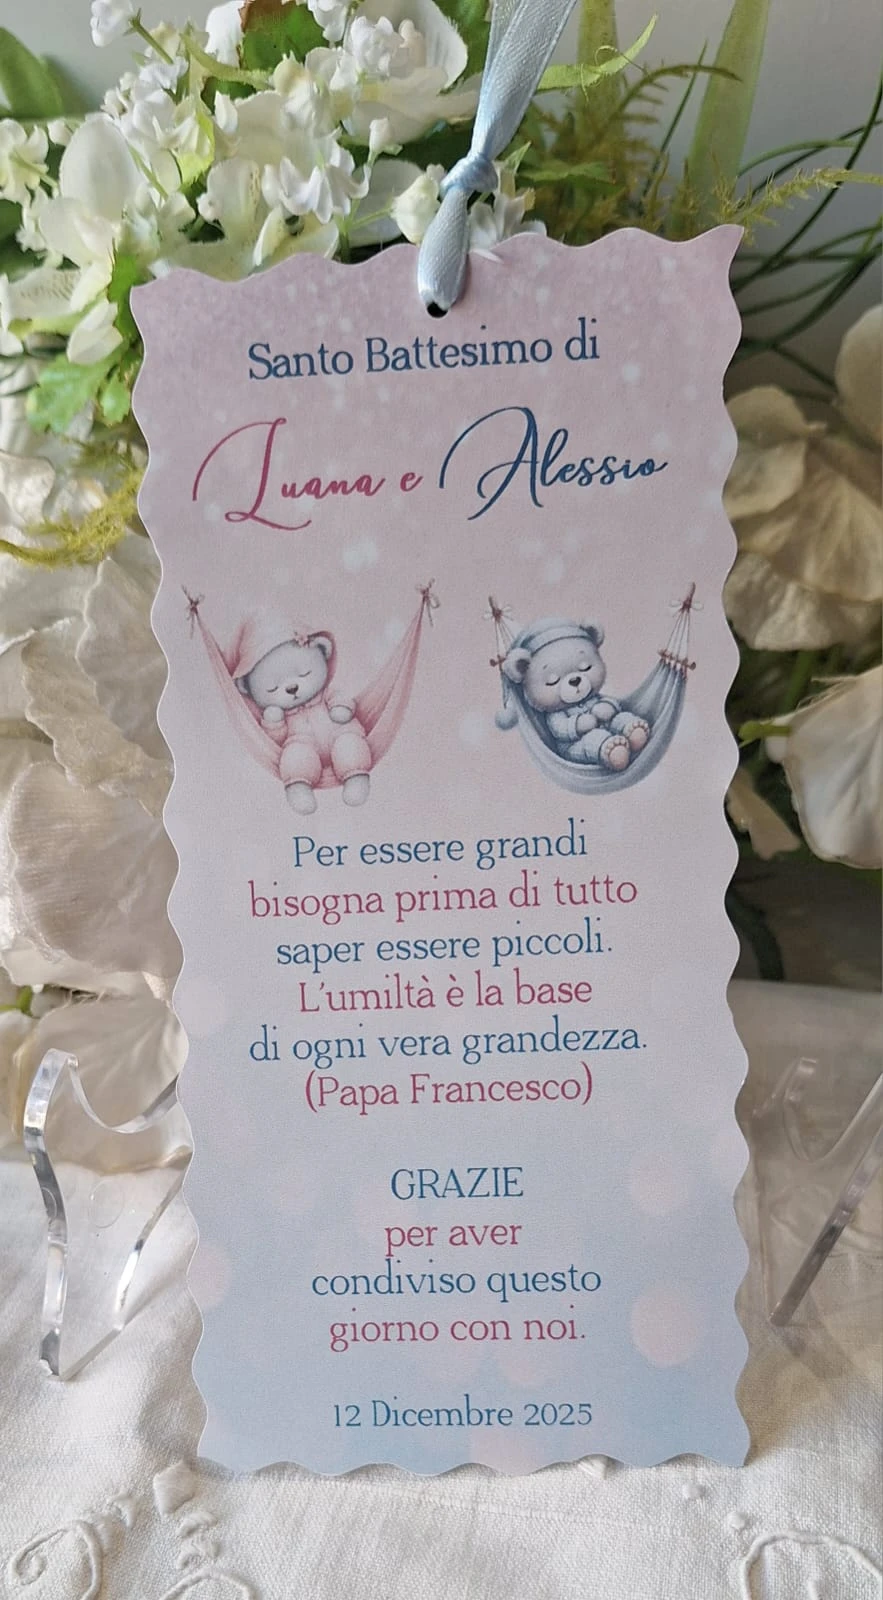 Santo Battesimo di
Luana e Alessio
Per essere grandi
bisogna prima di tutto
saper essere piccoli.
L'umiltà è la base
di ogni vera grandezza.
(Papa Francesco)
GRAZIE
per aver
condiviso questo
giorno con noi.
12 Dicembre 2025